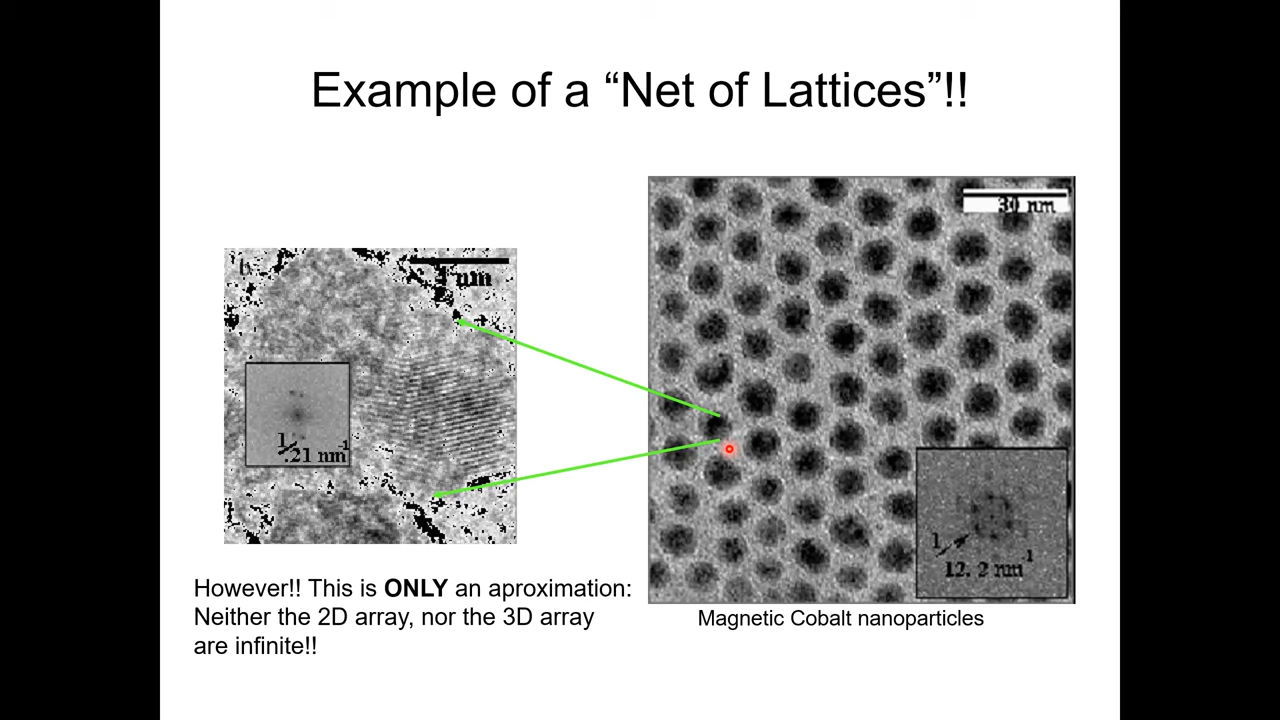 Example of a “Net of Lattices”!!
30 nm
nm
1/.21 nm-1
1/12. 2 nm-1
However!! This is ONLY an aproximation:
Neither the 2D array, nor the 3D array
are infinite!!
Magnetic Cobalt nanoparticles